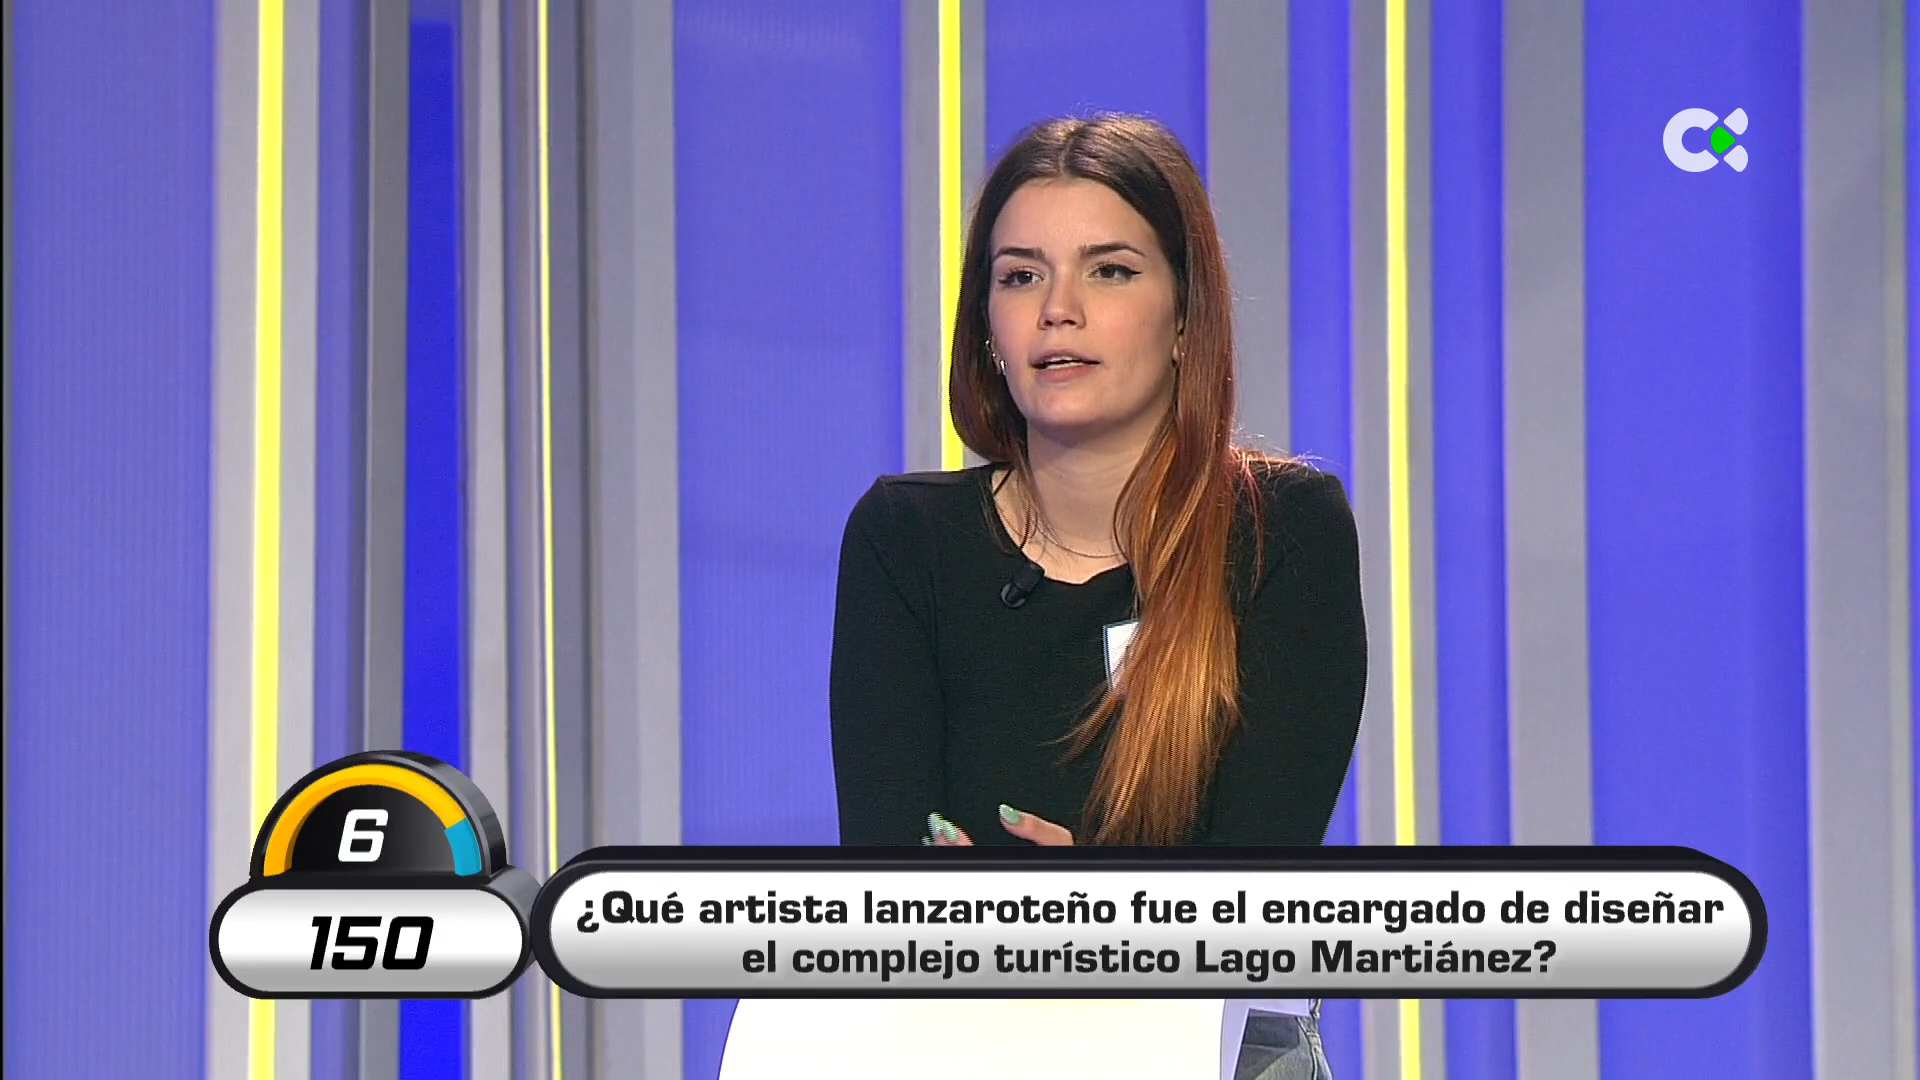 6
150
¿Qué artista lanzaroteño fue el encargado de diseñar
el complejo turístico Lago Martiánez?